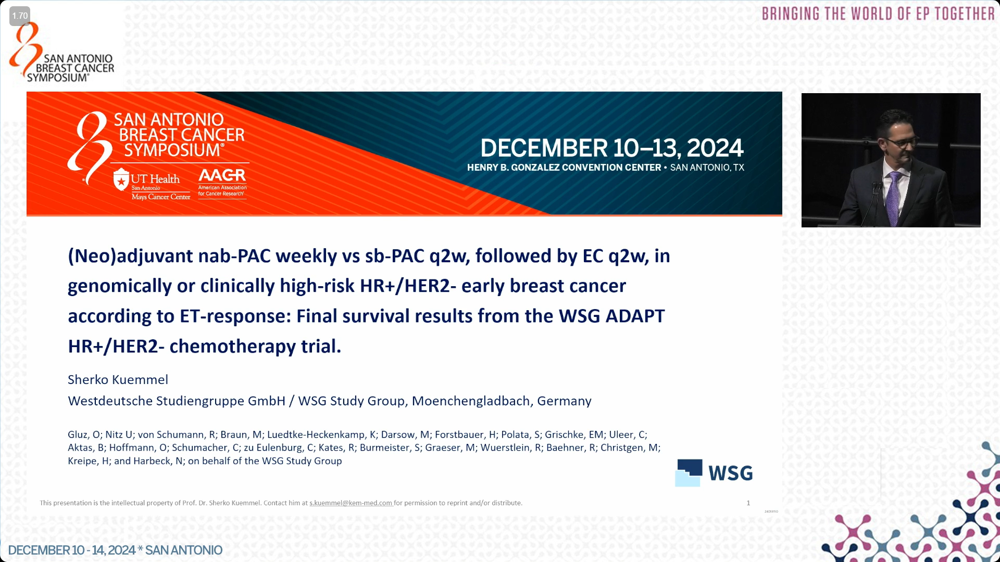 1.70
BRINGING THE WORLD OF EP TOGETHER
SAN ANTONIO
BREAST CANCER
SYMPOSIUM®
SAN ANTONIO
BREAST CANCER
SYMPOSIUM®
UT Health
San Antonio
Mays Cancer Center
AACR
American Association
for Cancer Research®
DECEMBER 10–13, 2024
HENRY B. GONZALEZ CONVENTION CENTER • SAN ANTONIO, TX
(Neo)adjuvant nab-PAC weekly vs sb-PAC q2w, followed by EC q2w, in
genomically or clinically high-risk HR+/HER2- early breast cancer
according to ET-response: Final survival results from the WSG ADAPT
HR+/HER2- chemotherapy trial.
Sherko Kuemmel
Westdeutsche Studiengruppe GmbH / WSG Study Group, Moenchengladbach, Germany
Gluz, O; Nitz U; von Schumann, R; Braun, M; Luedtke-Heckenkamp, K; Darsow, M; Forstbauer, H; Polata, S; Grischke, EM; Uleer, C;
Aktas, B; Hoffmann, O; Schumacher, C; zu Eulenburg, C; Kates, R; Burmeister, S; Graeser, M; Wuerstlein, R; Baehner, R; Christgen, M;
Kreipe, H; and Harbeck, N; on behalf of the WSG Study Group
WSG
This presentation is the intellectual property of Prof. Dr. Sherko Kuemmel. Contact him at s.kuemmel@kem-med.com for permission to reprint and/or distribute.
1
DECEMBER 10 - 14, 2024 * SAN ANTONIO